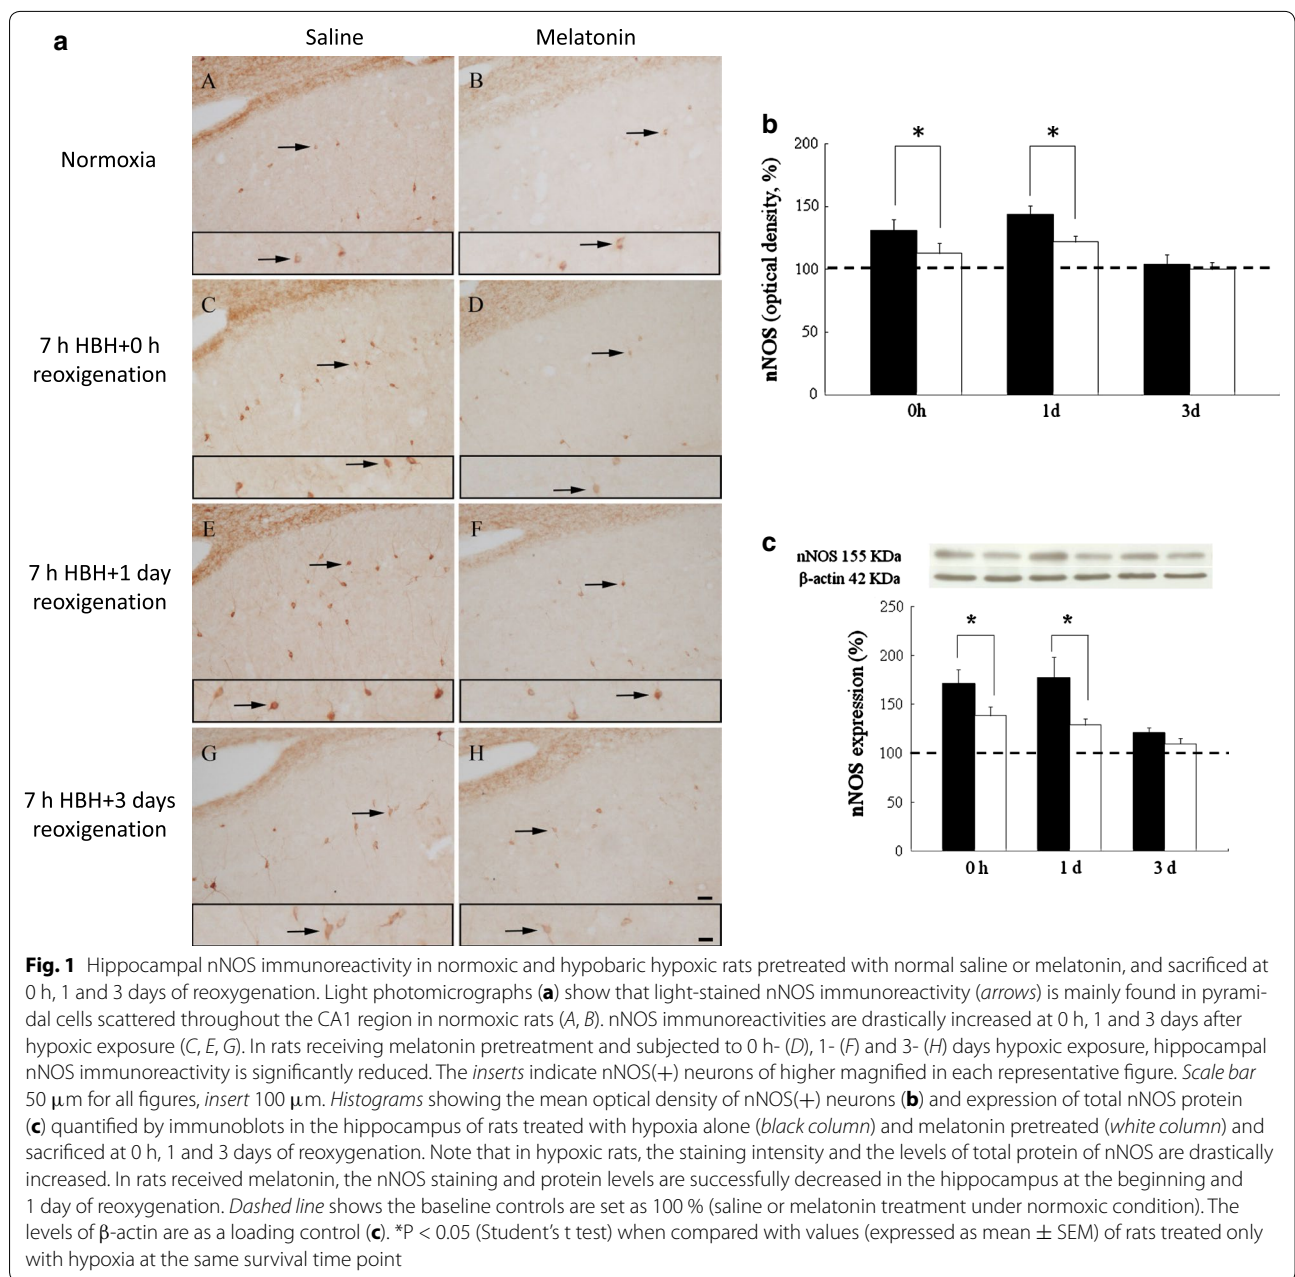 a
Saline
Melatonin
A
B
Normoxia
C
D
7 h HBH+0 h
reoxigenation
E
F
7 h HBH+1 day
reoxigenation
G
H
7 h HBH+3 days
reoxigenation
b
*
*
200
150
100
50
0
nNOS (optical density, %)
0h
1d
3d
c
nNOS 155 KDa
β-actin 42 KDa
250
200
150
100
50
0
*
*
nNOS expression (%)
0 h
1 d
3 d
Fig. 1 Hippocampal nNOS immunoreactivity in normoxic and hypobaric hypoxic rats pretreated with normal saline or melatonin, and sacrificed at
0 h, 1 and 3 days of reoxygenation. Light photomicrographs (a) show that light-stained nNOS immunoreactivity (arrows) is mainly found in pyrami-
dal cells scattered throughout the CA1 region in normoxic rats (A, B). nNOS immunoreactivities are drastically increased at 0 h, 1 and 3 days after
hypoxic exposure (C, E, G). In rats receiving melatonin pretreatment and subjected to 0 h- (D), 1- (F) and 3- (H) days hypoxic exposure, hippocampal
nNOS immunoreactivity is significantly reduced. The inserts indicate nNOS(+) neurons of higher magnified in each representative figure. Scale bar
50 μm for all figures, insert 100 μm. Histograms showing the mean optical density of nNOS(+) neurons (b) and expression of total nNOS protein
(c) quantified by immunoblots in the hippocampus of rats treated with hypoxia alone (black column) and melatonin pretreated (white column) and
sacrificed at 0 h, 1 and 3 days of reoxygenation. Note that in hypoxic rats, the staining intensity and the levels of total protein of nNOS are drastically
increased. In rats received melatonin, the nNOS staining and protein levels are successfully decreased in the hippocampus at the beginning and
1 day of reoxygenation. Dashed line shows the baseline controls are set as 100 % (saline or melatonin treatment under normoxic condition). The
levels of β-actin are as a loading control (c). *P < 0.05 (Student’s t test) when compared with values (expressed as mean ± SEM) of rats treated only
with hypoxia at the same survival time point